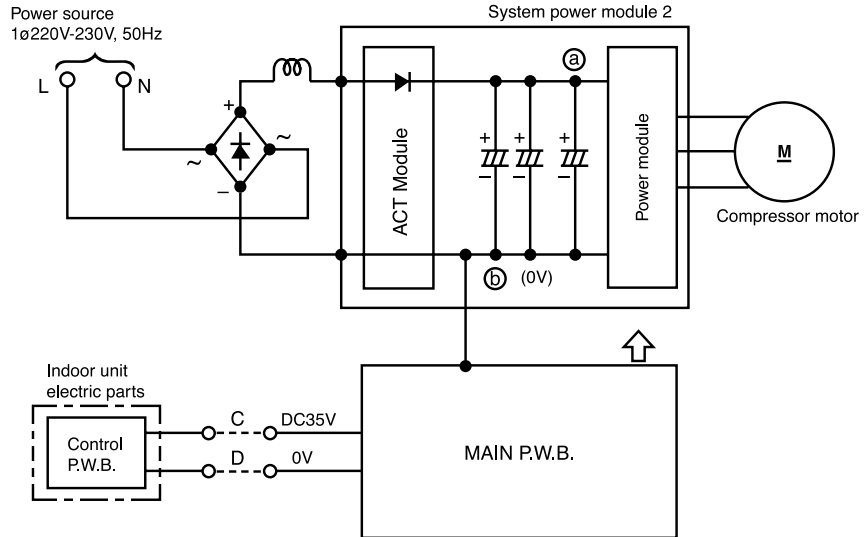 Power source
1ø220V-230V, 50Hz
L
N
+
~
~
–
System power module 2
ACT Module
ⓐ
+
–
+
–
+
–
ⓑ
(0V)
Power module
M
Compressor motor
Indoor unit
electric parts
Control
P.W.B.
C
DC35V
D
0V
MAIN P.W.B.